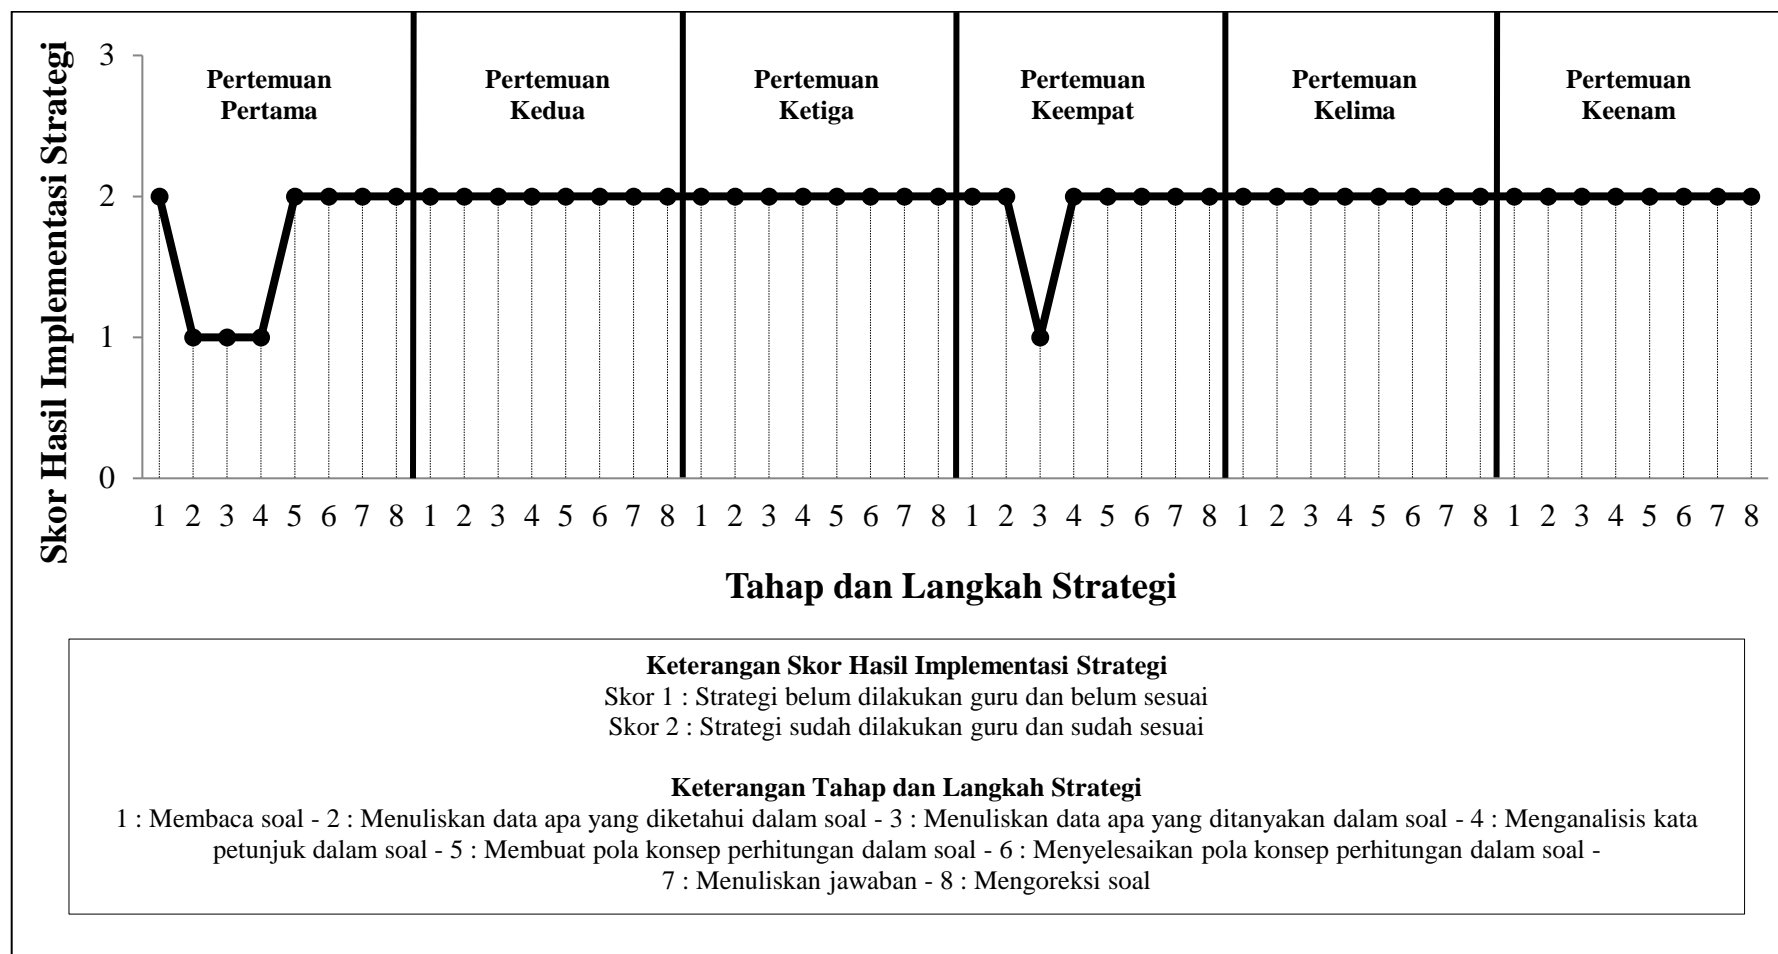 Skor Hasil Implementasi Strategi
3
2
1
0
Pertemuan
Pertama
Pertemuan
Kedua
Pertemuan
Ketiga
Pertemuan
Keempat
Pertemuan
Kelima
Pertemuan
Keenam
1 2 3 4 5 6 7 8 1 2 3 4 5 6 7 8 1 2 3 4 5 6 7 8 1 2 3 4 5 6 7 8 1 2 3 4 5 6 7 8 1 2 3 4 5 6 7 8
Tahap dan Langkah Strategi
Keterangan Skor Hasil Implementasi Strategi
Skor 1 : Strategi belum dilakukan guru dan belum sesuai
Skor 2 : Strategi sudah dilakukan guru dan sudah sesuai
Keterangan Tahap dan Langkah Strategi
1 : Membaca soal - 2 : Menuliskan data apa yang diketahui dalam soal - 3 : Menuliskan data apa yang ditanyakan dalam soal - 4 : Menganalisis kata
petunjuk dalam soal - 5 : Membuat pola konsep perhitungan dalam soal - 6 : Menyelesaikan pola konsep perhitungan dalam soal -
7 : Menuliskan jawaban - 8 : Mengoreksi soal